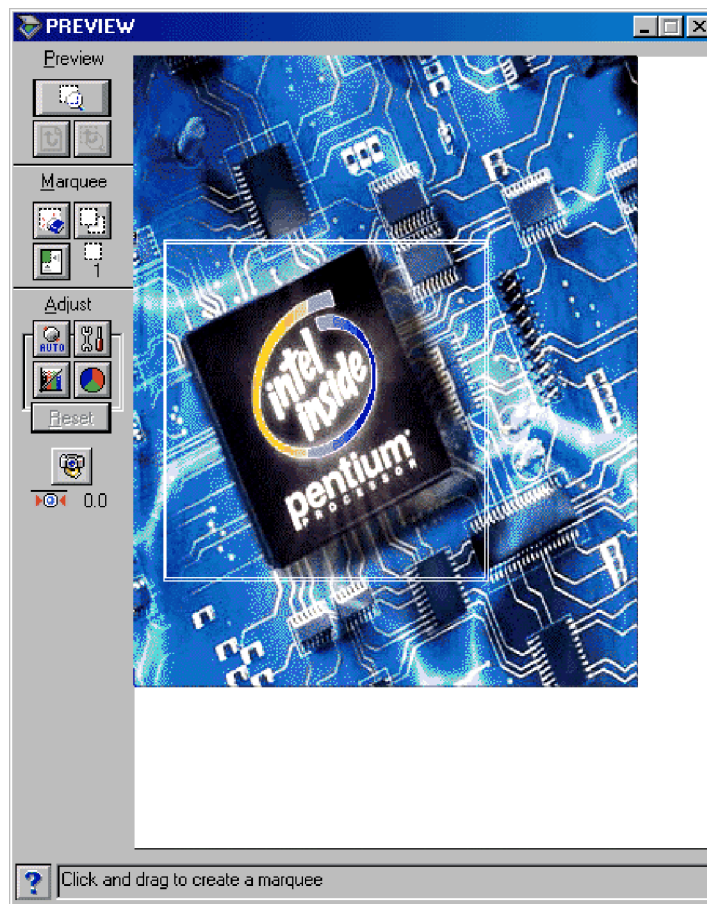 PREVIEW
Preview
Marquee
1
Adjust
AUTO
Reset
0.0
intel
inside
pentium
PROCESSOR
Click and drag to create a marquee